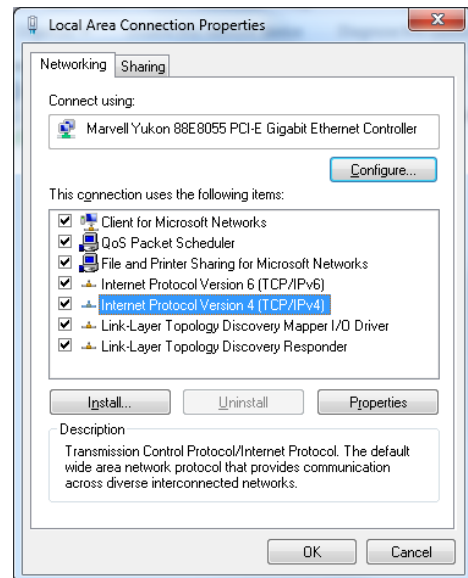 Local Area Connection Properties
Networking
Sharing
Connect using:
Marvell Yukon 88E8055 PCI-E Gigabit Ethernet Controller
Configure...
This connection uses the following items:
Client for Microsoft Networks
QoS Packet Scheduler
File and Printer Sharing for Microsoft Networks
Internet Protocol Version 6 (TCP/IPv6)
Internet Protocol Version 4 (TCP/IPv4)
Link-Layer Topology Discovery Mapper I/O Driver
Link-Layer Topology Discovery Responder
Install...
Uninstall
Properties
Description
Transmission Control Protocol/Internet Protocol. The default
wide area network protocol that provides communication
across diverse interconnected networks.
OK
Cancel